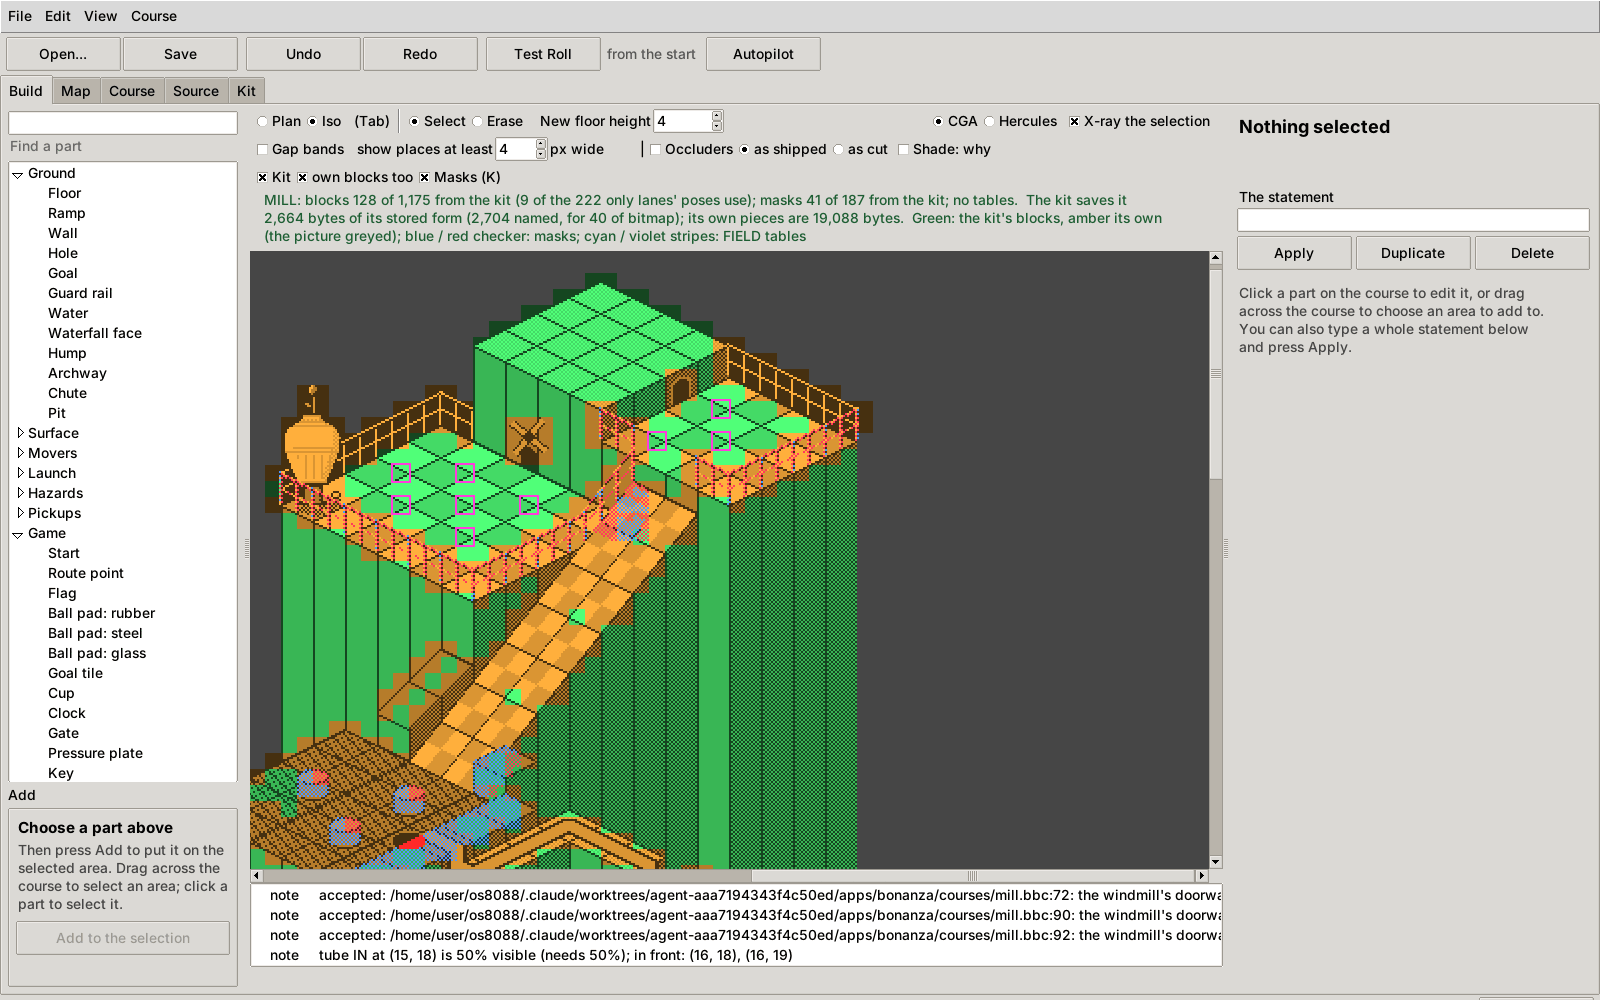 File Edit View Course
Open... Save Undo Redo Test Roll from the start Autopilot
Build Map Course Source Kit
Find a part
Ground
Floor
Ramp
Wall
Hole
Goal
Guard rail
Water
Waterfall face
Hump
Archway
Chute
Pit
Surface
Movers
Launch
Hazards
Pickups
Game
Start
Route point
Flag
Ball pad: rubber
Ball pad: steel
Ball pad: glass
Goal tile
Cup
Clock
Gate
Pressure plate
Key
Add
Choose a part above
Then press Add to put it on the
selected area. Drag across the
course to select an area; click a
part to select it.
Add to the selection
Plan Iso (Tab) Select Erase New floor height 4 CGA Hercules X-ray the selection
Gap bands show places at least 4 px wide | Occluders as shipped as cut Shade: why
Kit own blocks too Masks (K)
MILL: blocks 128 of 1,175 from the kit (9 of the 222 only lanes' poses use); masks 41 of 187 from the kit; no tables. The kit saves it
2,664 bytes of its stored form (2,704 named, for 40 of bitmap); its own pieces are 19,088 bytes. Green: the kit's blocks, amber its own
(the picture greyed); blue / red checker: masks; cyan / violet stripes: FIELD tables
note accepted: /home/user/os8088/.claude/worktrees/agent-aaa7194343f4c50ed/apps/bonanza/courses/mill.bbc:72: the windmill's doorwa
note accepted: /home/user/os8088/.claude/worktrees/agent-aaa7194343f4c50ed/apps/bonanza/courses/mill.bbc:90: the windmill's doorwa
note accepted: /home/user/os8088/.claude/worktrees/agent-aaa7194343f4c50ed/apps/bonanza/courses/mill.bbc:92: the windmill's doorwa
note tube IN at (15, 18) is 50% visible (needs 50%); in front: (16, 18), (16, 19)
Nothing selected
The statement
Apply Duplicate Delete
Click a part on the course to edit it, or drag
across the course to choose an area to add to.
You can also type a whole statement below
and press Apply.